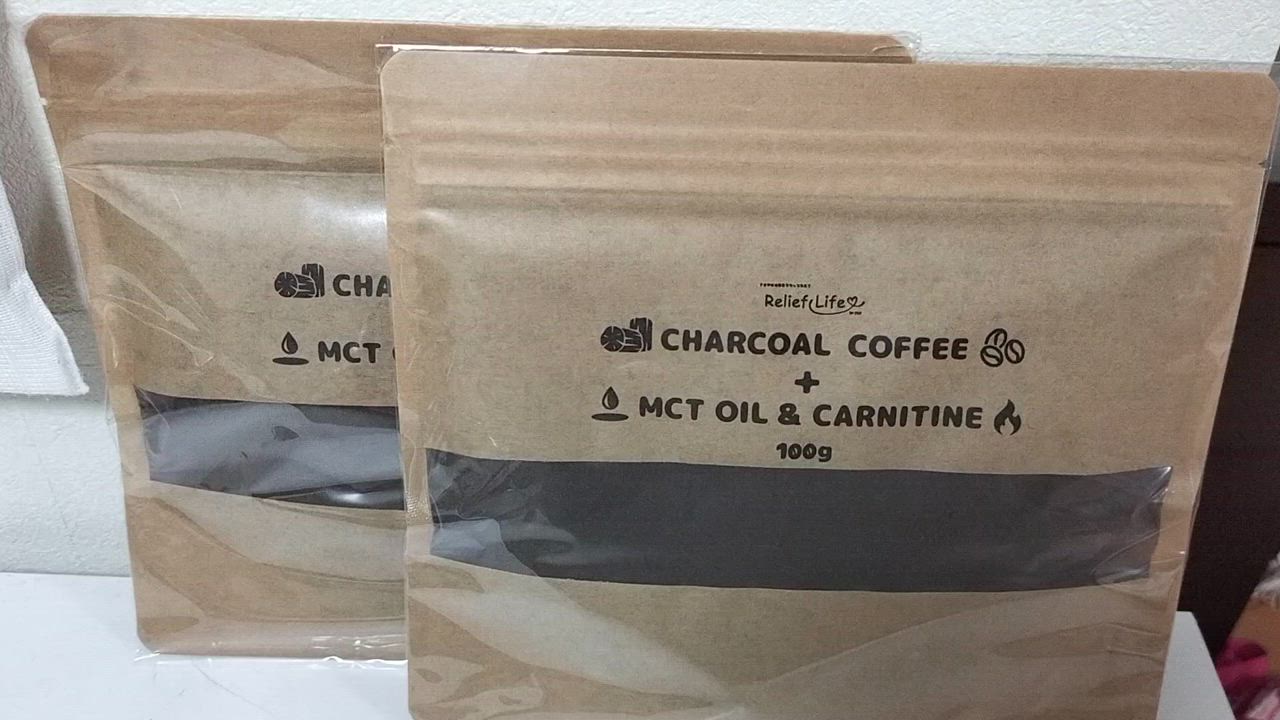 Relief Life
CHARCOAL COFFEE
+
MCT OIL & CARNITINE
100g
CHA
MCT